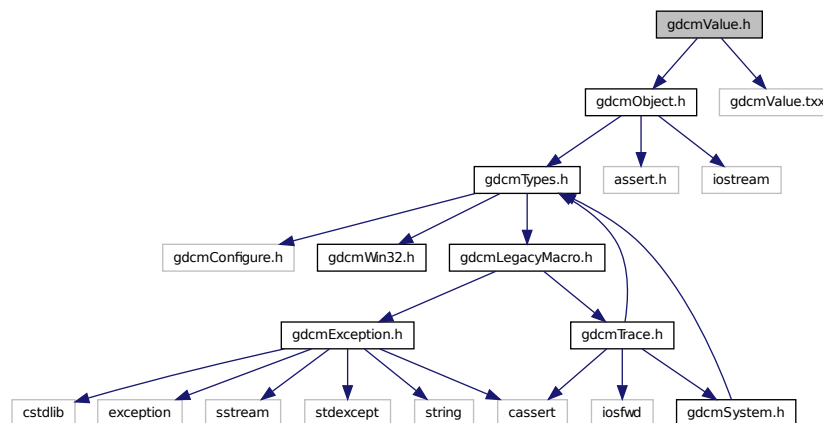 gdcmValue.h
gdcmObject.h
gdcmValue.txx
gdcmTypes.h
assert.h
iostream
gdcmConfigure.h
gdcmWin32.h
gdcmLegacyMacro.h
gdcmException.h
gdcmTrace.h
cstdlib
exception
sstream
stdexcept
string
cassert
iosfwd
gdcmSystem.h